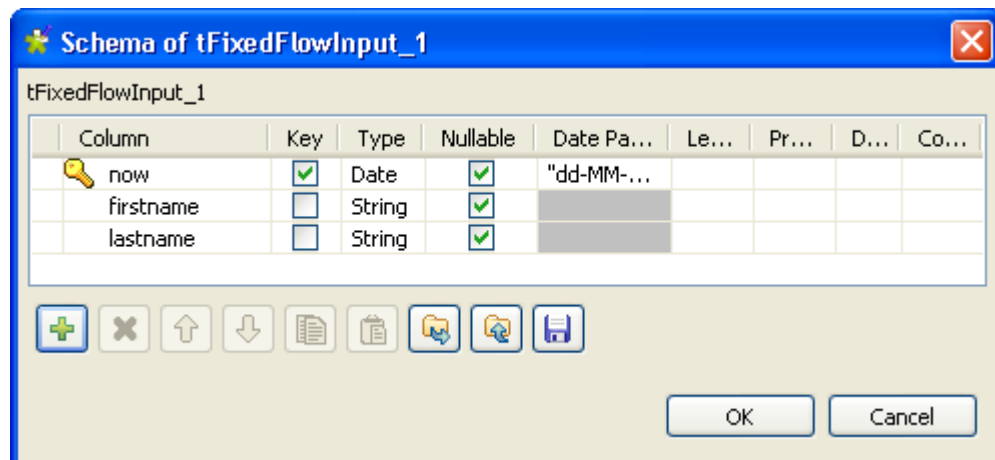 Schema of tFixedFlowInput_1
tFixedFlowInput_1
Column Key Type Nullable Date Pa... Le... Pr... D... Co...
now Date "dd-MM-...
firstname String
lastname String
OK Cancel